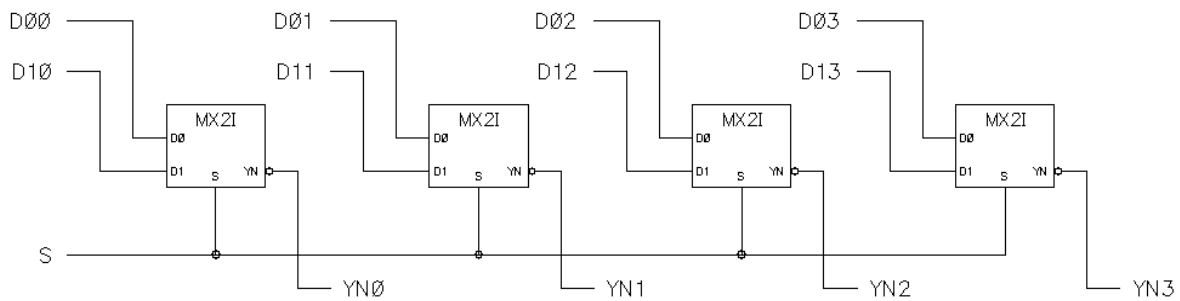 DØØ DØ1 DØ2 DØ3
D1Ø D11 D12 D13
MX2I MX2I MX2I MX2I
DØ DØ DØ DØ
D1 S YN D1 S YN D1 S YN D1 S YN
S
YNØ YN1 YN2 YN3